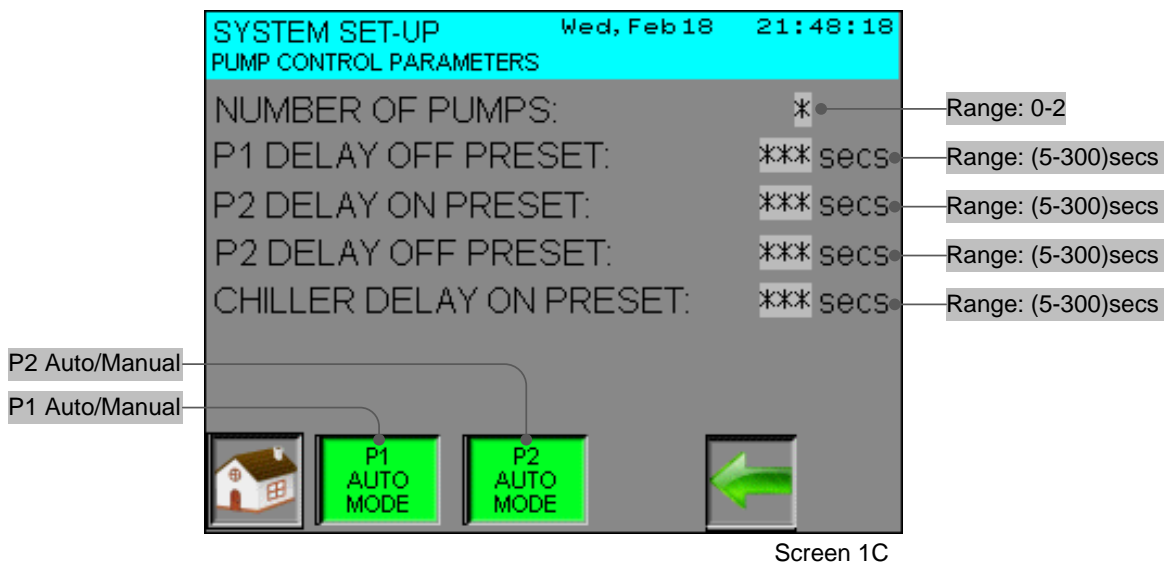 SYSTEM SET-UP Wed, Feb 18 21:48:18
PUMP CONTROL PARAMETERS
NUMBER OF PUMPS: * Range: 0-2
P1 DELAY OFF PRESET: *** secs Range: (5-300)secs
P2 DELAY ON PRESET: *** secs Range: (5-300)secs
P2 DELAY OFF PRESET: *** secs Range: (5-300)secs
CHILLER DELAY ON PRESET: *** secs Range: (5-300)secs
P2 Auto/Manual
P1 Auto/Manual
P1
AUTO
MODE
P2
AUTO
MODE
Screen 1C